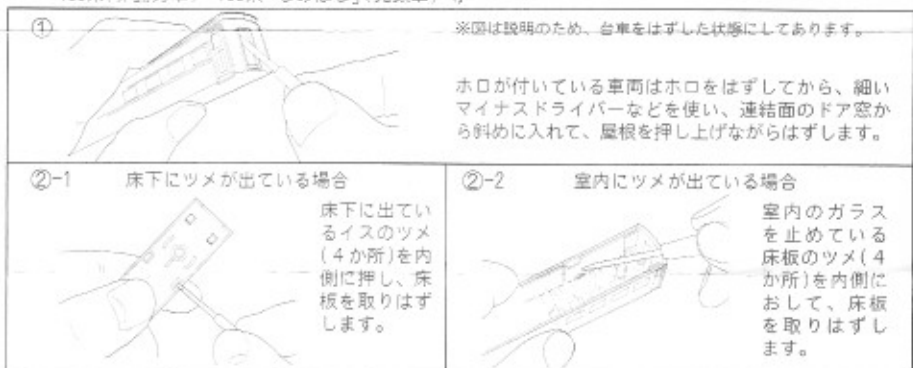 ①
※図は説明のため、台車をはずした状態にしてあります。
ホロが付いている車両はホロをはずしてから、細い
マイナスドライバーなどを使い、連結面のドア窓か
ら斜めに入れて、屋根を押し上げながらはずします。
②-1 床下にツメが出ている場合
床下に出てい
るイスのツメ
(4か所)を内
側に押し、床
板を取りはず
します。
②-2 室内にツメが出ている場合
室内のガラス
を止めている
床板のツメ(4
か所)を内側に
おして、床板
を取りはずし
ます。